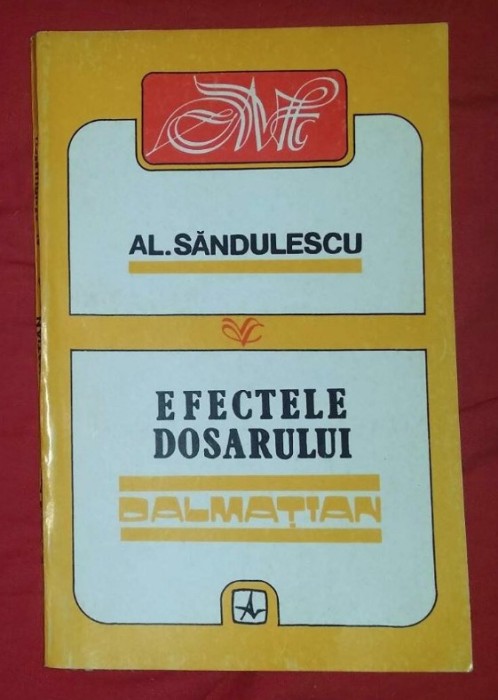 AL. SĂNDULESCU
EFECTELE
DOSARULUI
DALMAȚIAN